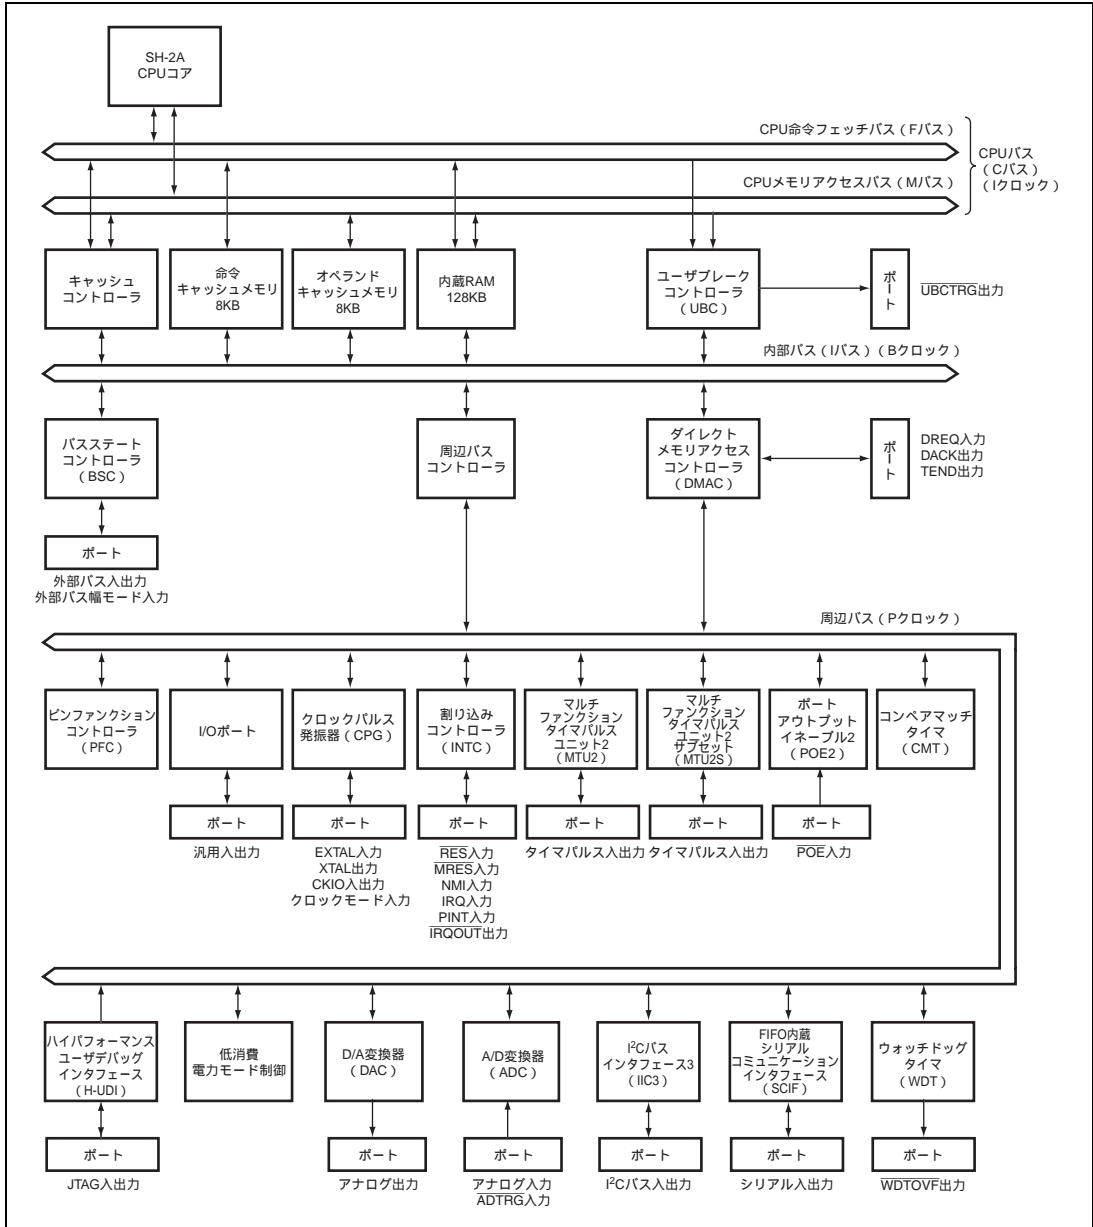 SH-2A
CPUコア
CPU命令フェッチバス（Fバス）
CPUバス
（Cバス）
（Iクロック）
CPUメモリアクセスバス（Mバス）
キャッシュ
コントローラ
命令
キャッシュメモリ
8KB
オペランド
キャッシュメモリ
8KB
内蔵RAM
128KB
ユーザブレーク
コントローラ
（UBC）
ポート
UBCTRG出力
内部バス（Iバス）（Bクロック）
バスステート
コントローラ
（BSC）
周辺バス
コントローラ
ダイレクト
メモリアクセス
コントローラ
（DMAC）
ポート
DREQ入力
DACK出力
TEND出力
ポート
外部バス入出力
外部バス幅モード入力
周辺バス（Pクロック）
ピンファンクション
コントローラ
（PFC）
I/Oポート
クロックパルス
発振器（CPG）
割り込み
コントローラ
（INTC）
マルチ
ファンクション
タイマパルス
ユニット2
（MTU2）
マルチ
ファンクション
タイマパルス
ユニット2
サブセット
（MTU2S）
ポート
アウトプット
イネーブル2
（POE2）
コンペアマッチ
タイマ
（CMT）
ポート
汎用入出力
ポート
EXTAL入力
XTAL出力
CKIO入出力
クロックモード入力
ポート
RES入力
MRES入力
NMI入力
IRQ入力
PINT入力
IRQOUT出力
ポート
タイマパルス入出力
ポート
タイマパルス入出力
ポート
POE入力
ハイパフォーマンス
ユーザデバッグ
インタフェース
（H-UDI）
低消費
電力モード制御
D/A変換器
（DAC）
A/D変換器
（ADC）
I²Cバス
インタフェース3
（IIC3）
FIFO内蔵
シリアル
コミュニケーション
インタフェース
（SCIF）
ウォッチドッグ
タイマ
（WDT）
ポート
JTAG入出力
ポート
アナログ出力
ポート
アナログ入力
ADTRG入力
ポート
I²Cバス入出力
ポート
シリアル入出力
ポート
WDTOVF出力